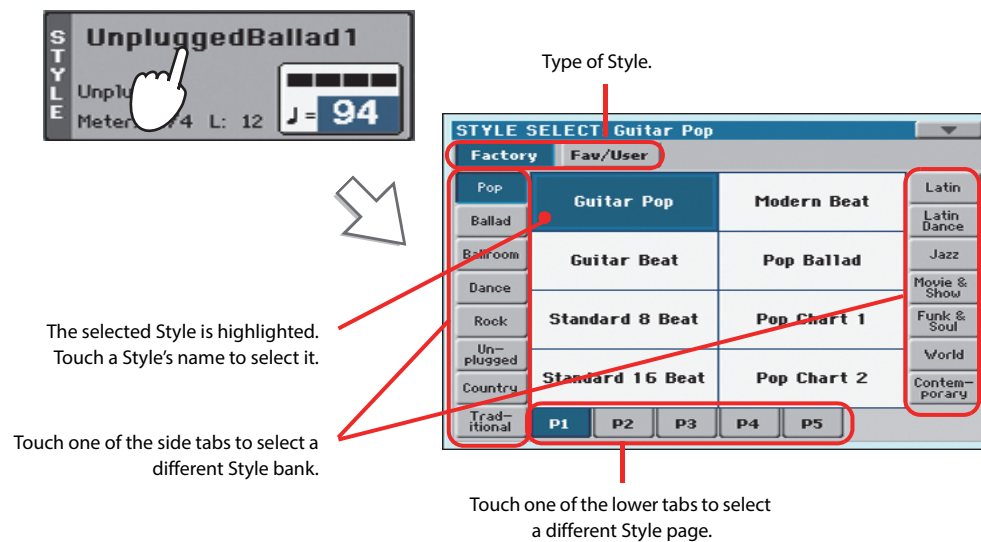 STYLE
UnpluggedBallad1
Unplu
Meter: 4 L: 12
♩= 94
Type of Style.
STYLE SELECT: Guitar Pop
Factory Fav/User
Pop
Ballad
Ballroom
Dance
Rock
Un-
plugged
Country
Trad-
itional
Guitar Pop Modern Beat
Guitar Beat Pop Ballad
Standard 8 Beat Pop Chart 1
Standard 16 Beat Pop Chart 2
Latin
Latin
Dance
Jazz
Movie &
Show
Funk &
Soul
World
Contem-
porary
P1 P2 P3 P4 P5
The selected Style is highlighted.
Touch a Style's name to select it.
Touch one of the side tabs to select a
different Style bank.
Touch one of the lower tabs to select
a different Style page.